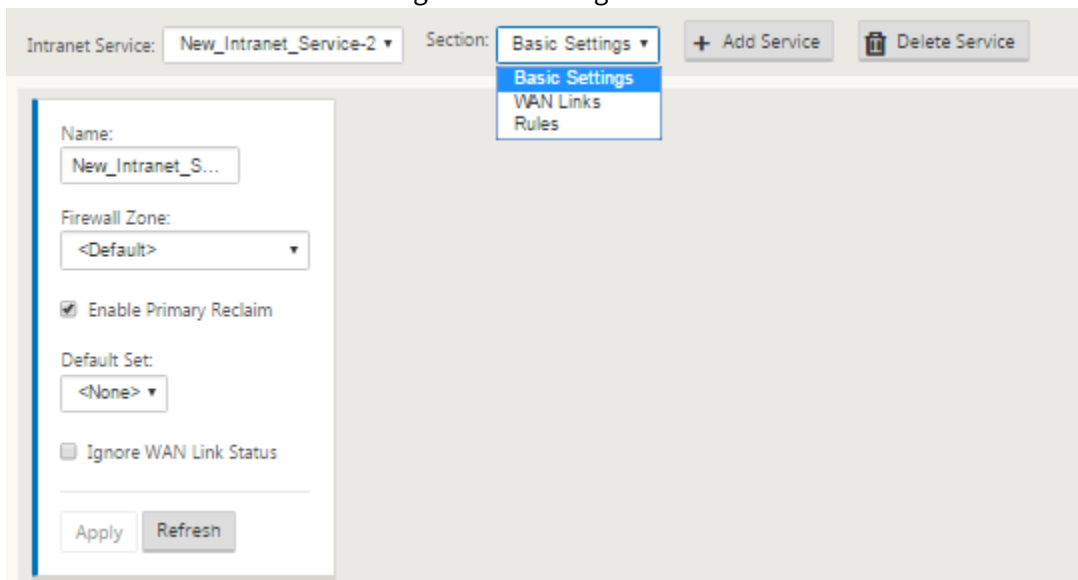 Intranet Service: New_Intranet_Service-2 Section: Basic Settings + Add Service Delete Service
Basic Settings
WAN Links
Rules
Name:
New_Intranet_S...
Firewall Zone:
<Default>
Enable Primary Reclaim
Default Set:
<None>
Ignore WAN Link Status
Apply Refresh